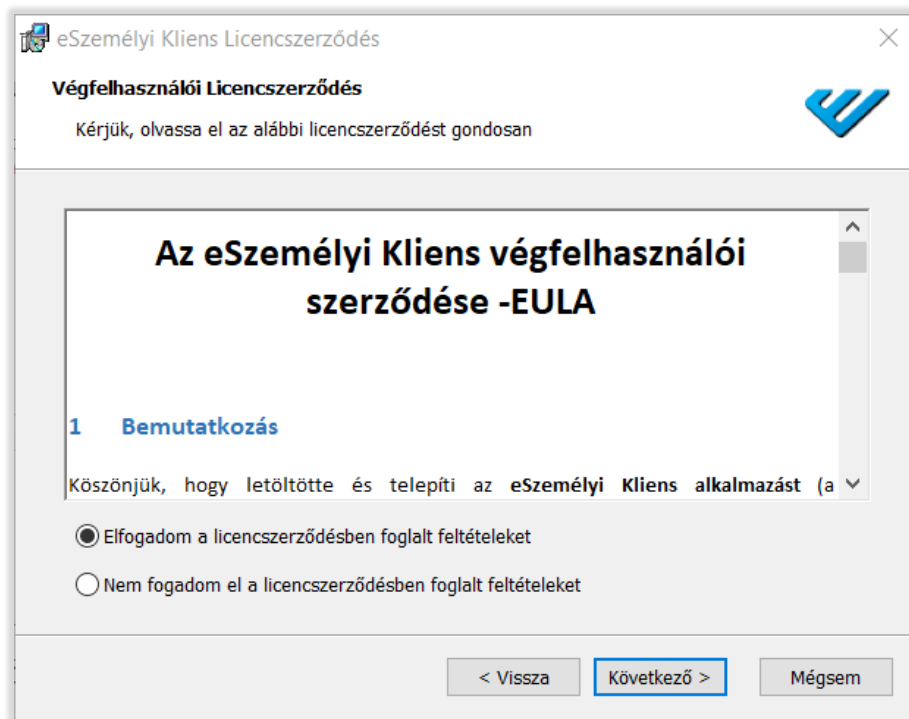 eSzemélyi Kliens Licencszerződés
Végfelhasználói Licencszerződés
Kérjük, olvassa el az alábbi licencszerződést gondosan
Az eSzemélyi Kliens végfelhasználói
szerződése -EULA
1 Bemutatkozás
Köszönjük, hogy letöltötte és telepíti az eSzemélyi Kliens alkalmazást (a
Elfogadom a licencszerződésben foglalt feltételeket
Nem fogadom el a licencszerződésben foglalt feltételeket
< Vissza Következő > Mégsem